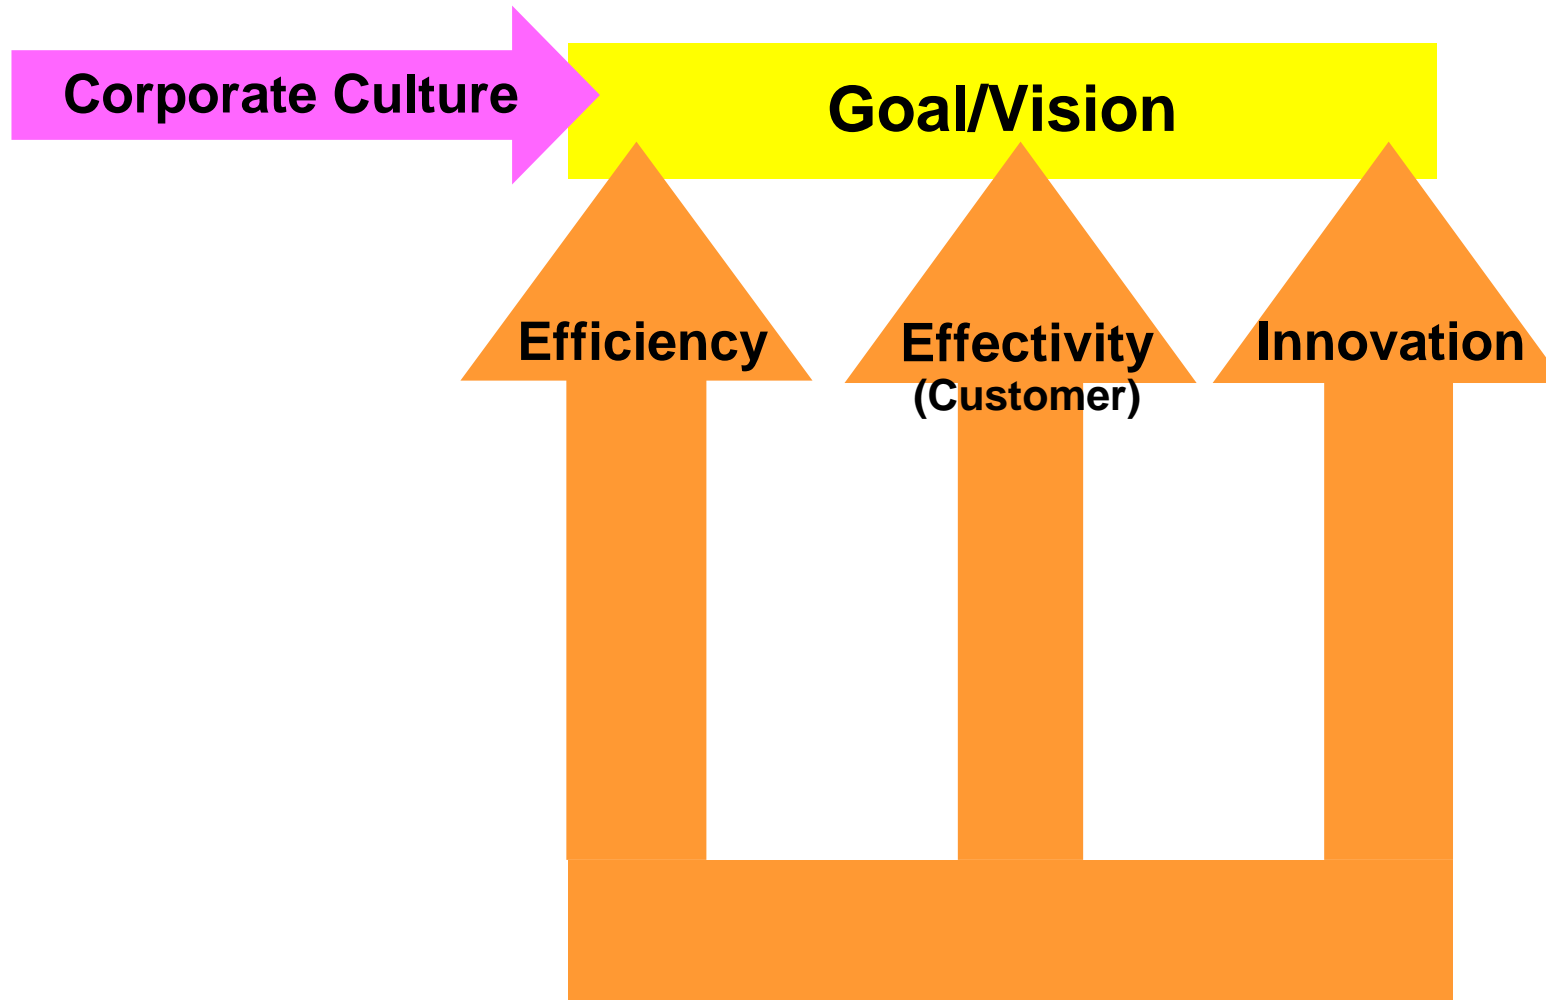 Corporate Culture
Goal/Vision
Efficiency
Effectivity
(Customer)
Innovation